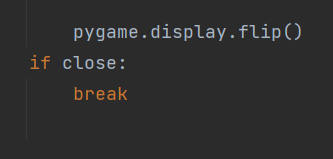 pygame.display.flip()
    if close:
        break